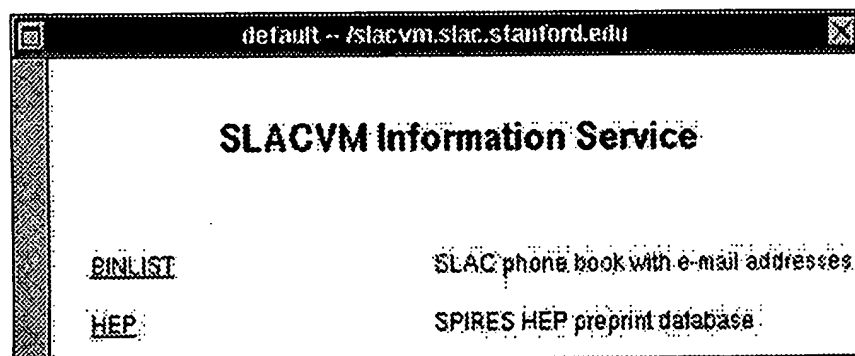 default -- /slacvm.slac.stanford.edu
SLACVM Information Service
BINLIST SLAC phone book with e-mail addresses
HEP SPIRES HEP preprint database